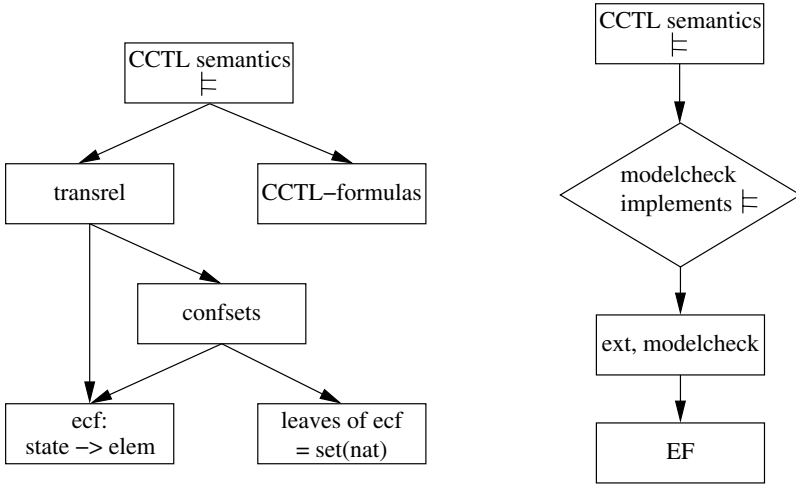 CCTL semantics
⊨
transrel
CCTL−formulas
confsets
ecf:
state −> elem
leaves of ecf
= set(nat)
CCTL semantics
⊨
modelcheck
implements ⊨
ext, modelcheck
EF